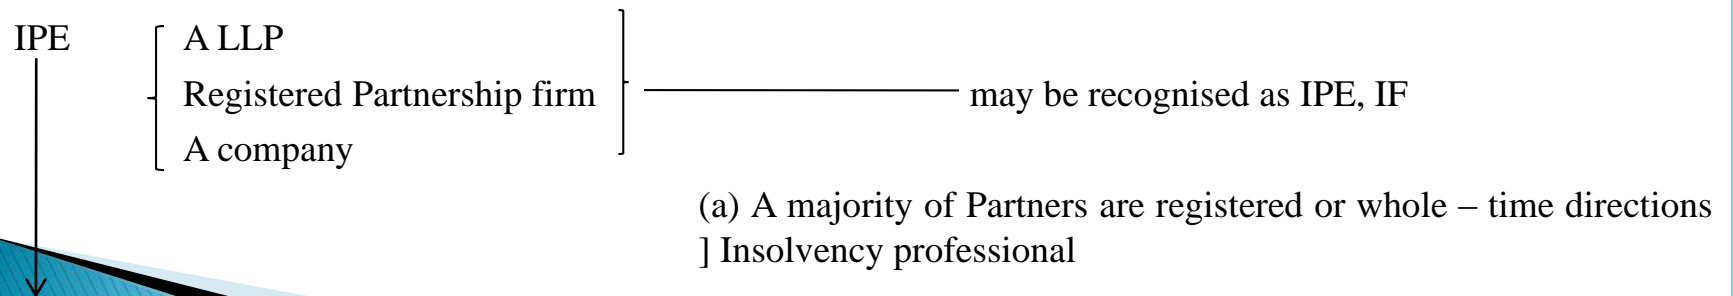 IPE
A LLP
Registered Partnership firm
A company
may be recognised as IPE, IF
(a) A majority of Partners are registered or whole – time directions
] Insolvency professional